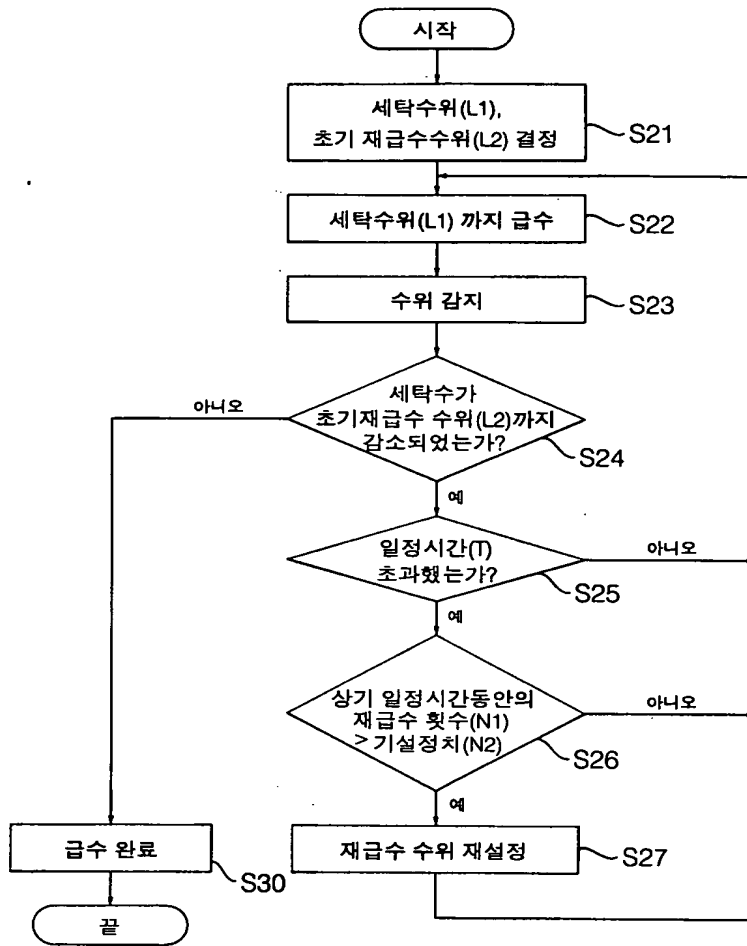 시작
세탁수위(L1),
초기 재급수수위(L2) 결정
S21
세탁수위(L1) 까지 급수
S22
수위 감지
S23
세탁수가
초기재급수 수위(L2)까지
감소되었는가?
S24
아니오
예
일정시간(T)
초과했는가?
S25
아니오
예
상기 일정시간동안의
재급수 횟수(N1)
> 기설정치(N2)
S26
아니오
예
급수 완료
S30
재급수 수위 재설정
S27
끝